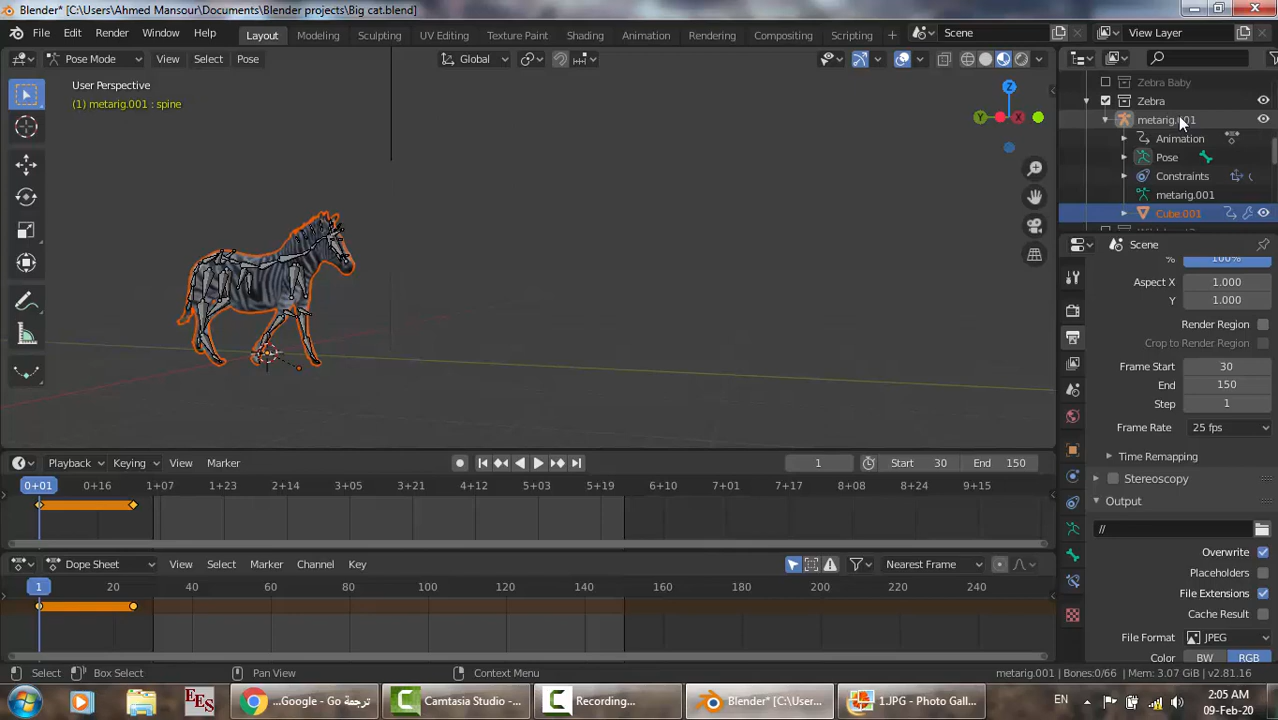 Blender* [C:\Users\Ahmed Mansour\Documents\Blender projects\Big cat.blend]
File Edit Render Window Help Layout Modeling Sculpting UV Editing Texture Paint Shading Animation Rendering Compositing Scripting + Scene View Layer
Pose Mode View Select Pose Global
User Perspective
(1) metarig.001 : spine
Z
Y X
Zebra Baby
Zebra
metarig.001
Animation
Pose
Constraints
metarig.001
Cube.001
Scene
% 100%
Aspect X 1.000
Y 1.000
Render Region
Crop to Render Region
Frame Start 30
End 150
Step 1
Frame Rate 25 fps
Time Remapping
Stereoscopy
Output
//
Overwrite
Placeholders
File Extensions
Cache Result
File Format JPEG
Color BW RGB
Playback Keying View Marker 1 Start 30 End 150
0+01 0+16 1+07 1+23 2+14 3+05 3+21 4+12 5+03 5+19 6+10 7+01 7+17 8+08 8+24 9+15
Dope Sheet View Select Marker Channel Key Nearest Frame
1 20 40 60 80 100 120 140 160 180 200 220 240
Select Box Select Pan View Context Menu metarig.001 | Bones:0/66 | Mem: 3.07 GiB | v2.81.16
EES ...Google - Go ترجمة Camtasia Studio -... Recording... Blender* [C:\User... 1.JPG - Photo Gall... EN 2:05 AM
09-Feb-20